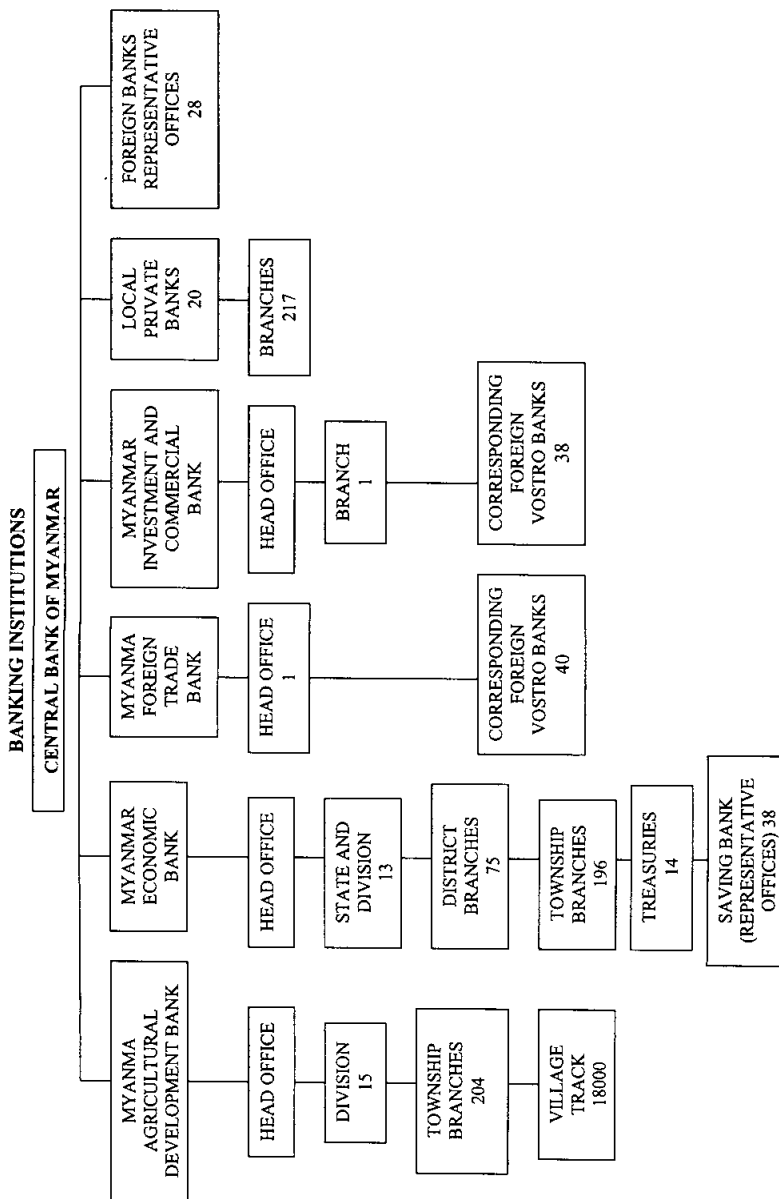 BANKING INSTITUTIONS
CENTRAL BANK OF MYANMAR
MYANMA
AGRICULTURAL
DEVELOPMENT BANK
HEAD OFFICE
DIVISION
15
TOWNSHIP
BRANCHES
204
VILLAGE
TRACK
18000
MYANMAR
ECONOMIC
BANK
HEAD OFFICE
STATE AND
DIVISION
13
DISTRICT
BRANCHES
75
TOWNSHIP
BRANCHES
196
TREASURIES
14
SAVING BANK
(REPRESENTATIVE
OFFICES) 38
MYANMA
FOREIGN
TRADE
BANK
HEAD OFFICE
1
CORRESPONDING
FOREIGN
VOSTRO BANKS
40
MYANMAR
INVESTMENT AND
COMMERCIAL
BANK
HEAD OFFICE
BRANCH
1
CORRESPONDING
FOREIGN
VOSTRO BANKS
38
LOCAL
PRIVATE
BANKS
20
BRANCHES
217
FOREIGN BANKS
REPRESENTATIVE
OFFICES
28